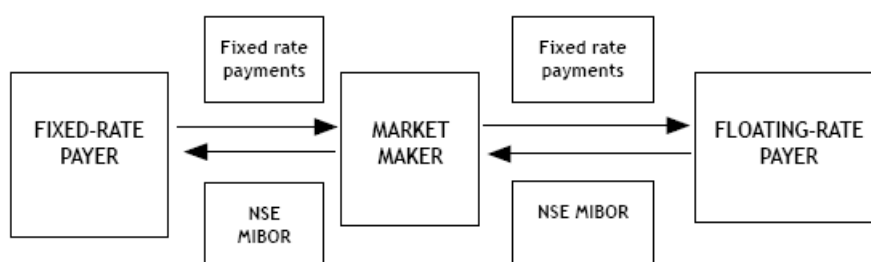 Fixed rate
payments
Fixed rate
payments
FIXED-RATE
PAYER
MARKET
MAKER
FLOATING-RATE
PAYER
NSE
MIBOR
NSE MIBOR